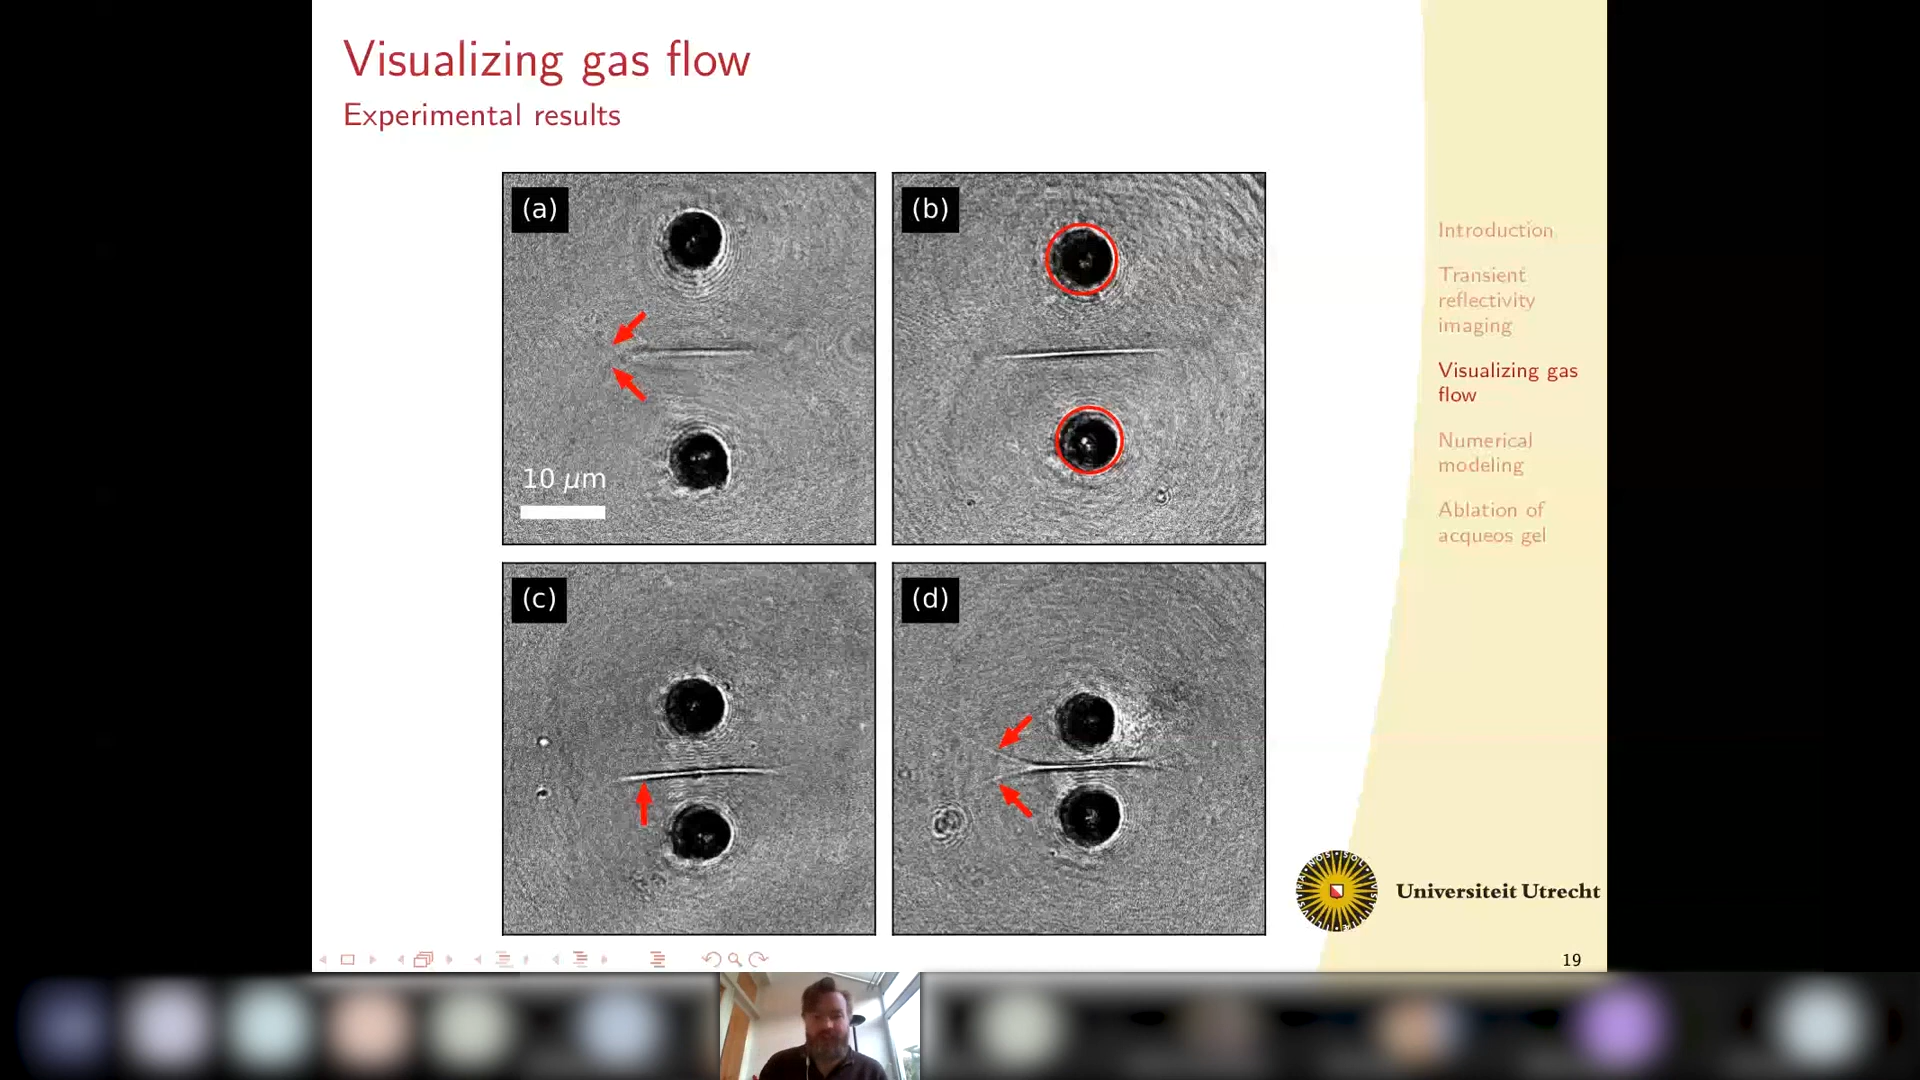 Visualizing gas flow
Experimental results
(a)
10 μm
(b)
(c)
(d)
Introduction
Transient
reflectivity
imaging
Visualizing gas
flow
Numerical
modeling
Ablation of
acqueos gel
Universiteit Utrecht
19